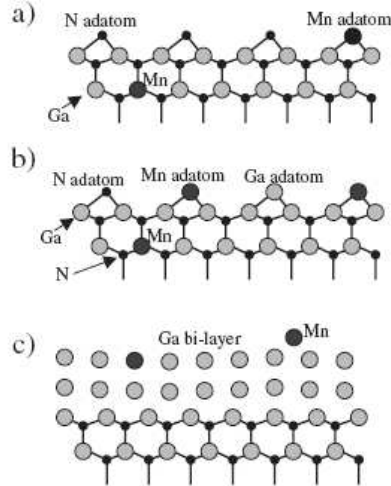 a)
N adatom
Mn adatom
Mn
Ga
b)
N adatom
Mn adatom
Ga adatom
Ga
Mn
N
c)
Ga bi-layer
Mn